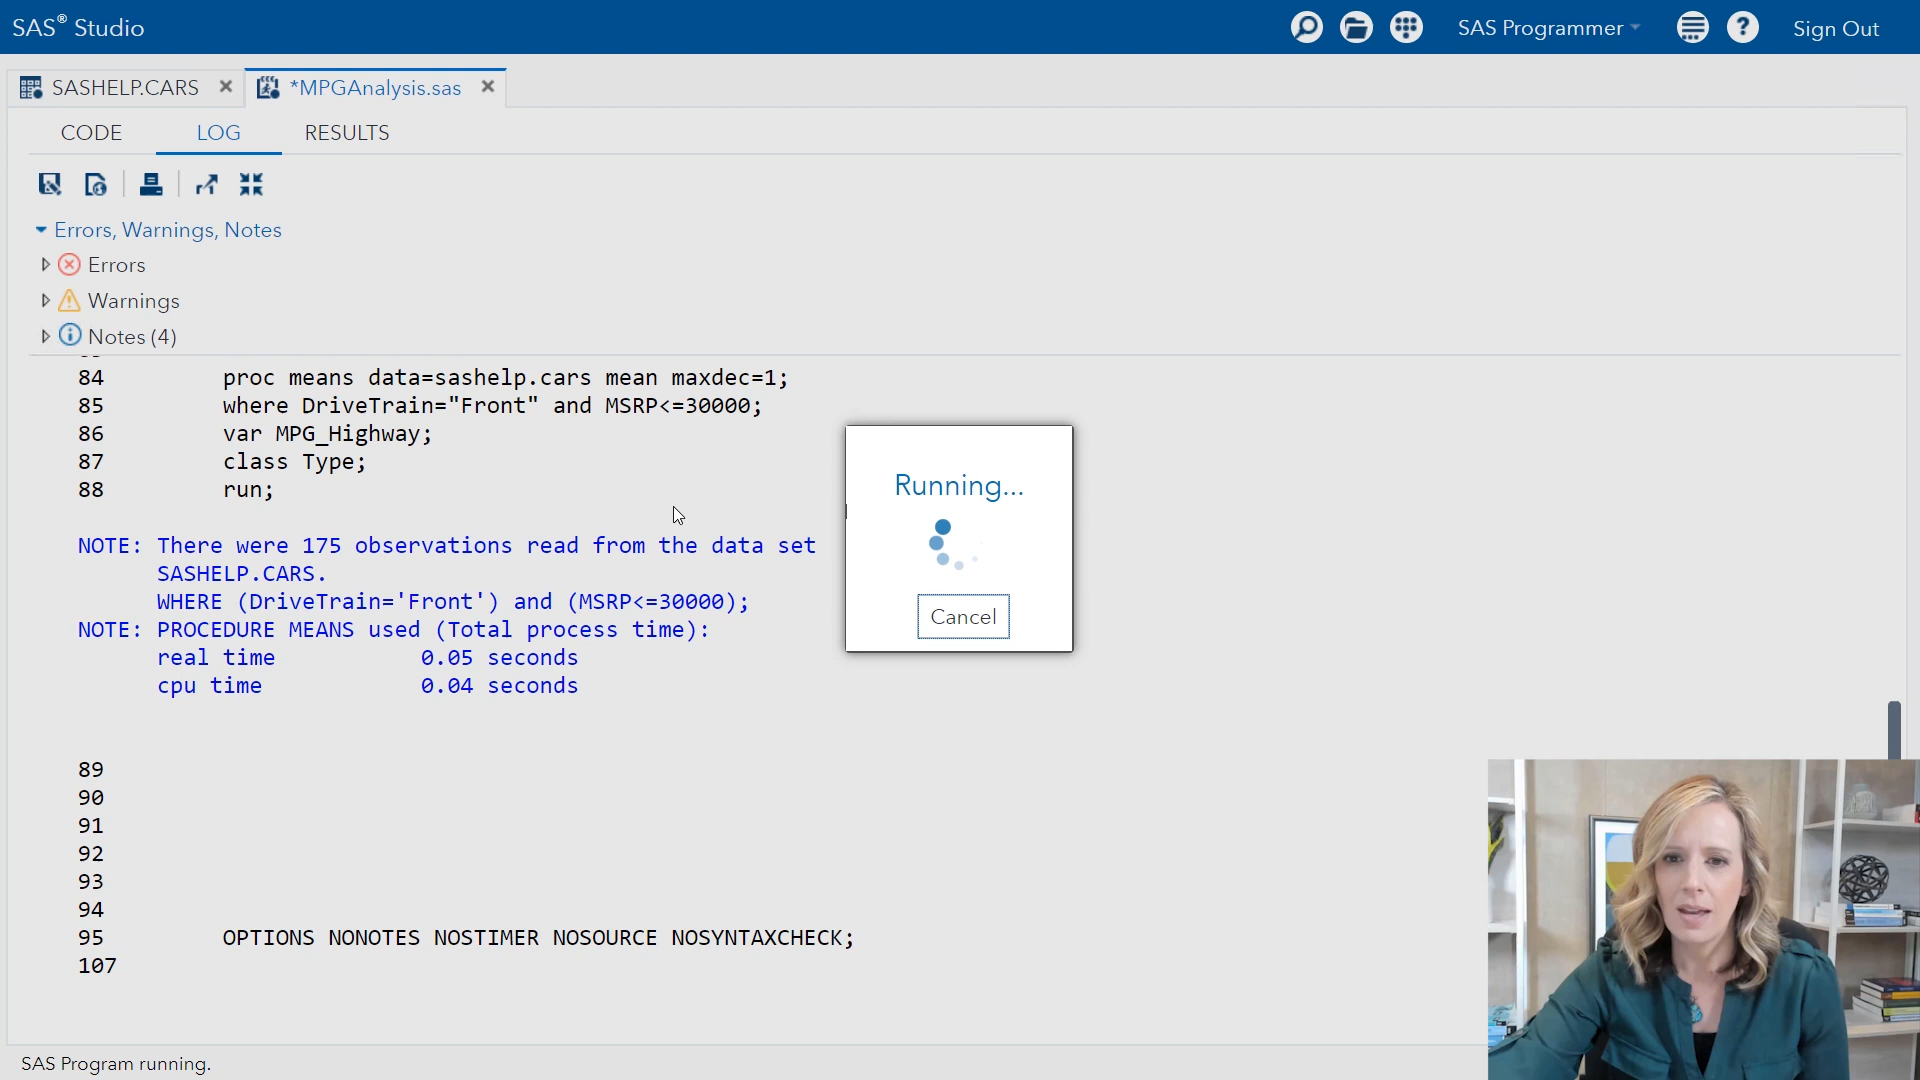 SAS® Studio
SAS Programmer
Sign Out
SASHELP.CARS
*MPGAnalysis.sas
CODE
LOG
RESULTS
Errors, Warnings, Notes
Errors
Warnings
Notes (4)
84 proc means data=sashelp.cars mean maxdec=1;
85 where DriveTrain="Front" and MSRP<=30000;
86 var MPG_Highway;
87 class Type;
88 run;
NOTE: There were 175 observations read from the data set
SASHELP.CARS.
WHERE (DriveTrain='Front') and (MSRP<=30000);
NOTE: PROCEDURE MEANS used (Total process time):
real time 0.05 seconds
cpu time 0.04 seconds
89
90
91
92
93
94
95 OPTIONS NONOTES NOSTIMER NOSOURCE NOSYNTAXCHECK;
107
Running...
Cancel
SAS Program running.